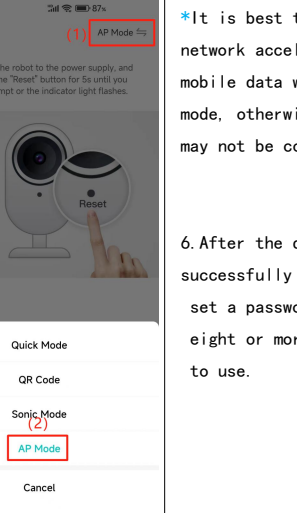 87%
(1) AP Mode
he robot to the power supply, and
he "Reset" button for 5s until you
mpt or the indicator light flashes.
Reset
Quick Mode
QR Code
Sonic Mode
(2)
AP Mode
Cancel
*It is best t
network accel
mobile data w
mode, otherwi
may not be co
6. After the c
successfully
set a passwo
eight or mor
to use.